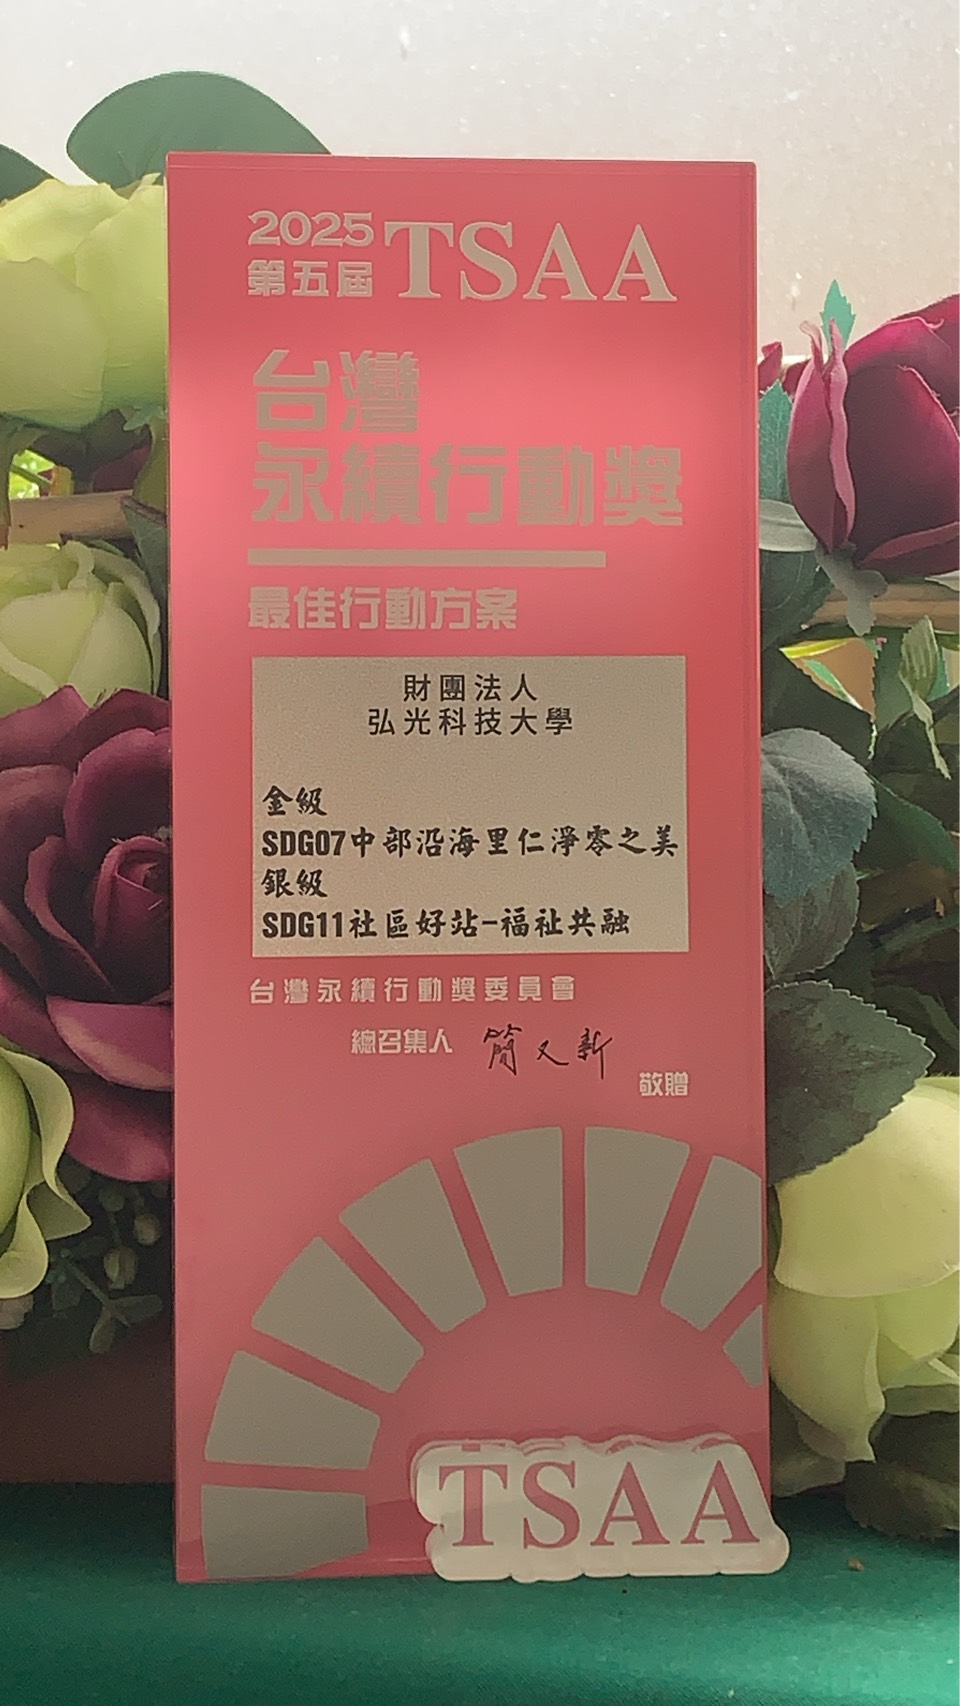 2025
第五屆 TSAA
台灣
永續行動獎
最佳行動方案
財團法人
弘光科技大學
金級
SDG07中部沿海里仁淨零之美
銀級
SDG11社區好站-福祉共融
台灣永續行動獎委員會
總召集人 簡又新
敬贈
TSAA